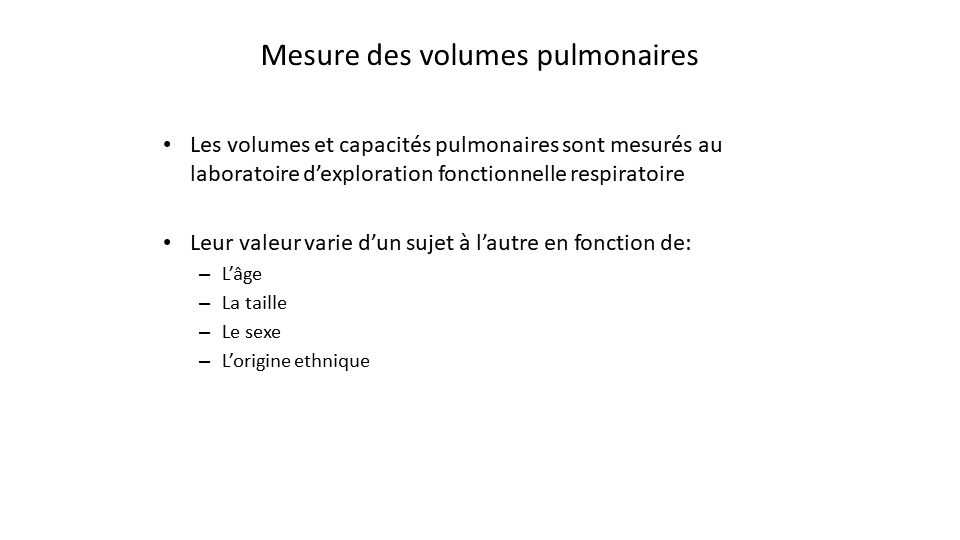 Mesure des volumes pulmonaires
• Les volumes et capacités pulmonaires sont mesurés au
laboratoire d’exploration fonctionnelle respiratoire
• Leur valeur varie d’un sujet à l’autre en fonction de:
– L’âge
– La taille
– Le sexe
– L’origine ethnique